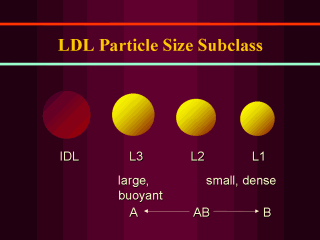 LDL Particle Size Subclass
IDL L3 L2 L1
large, buoyant small, dense
A AB B